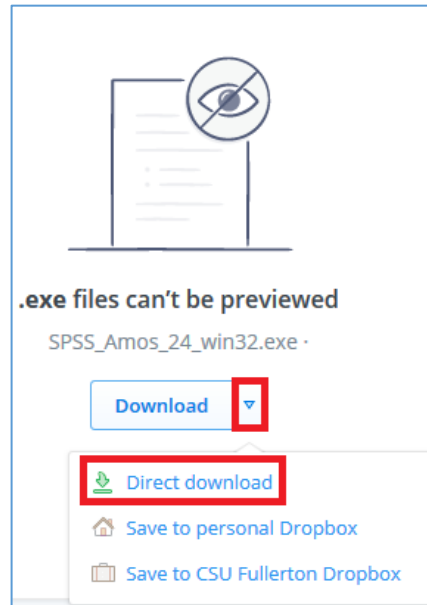 .exe files can't be previewed
SPSS_Amos_24_win32.exe ·
Download
Direct download
Save to personal Dropbox
Save to CSU Fullerton Dropbox